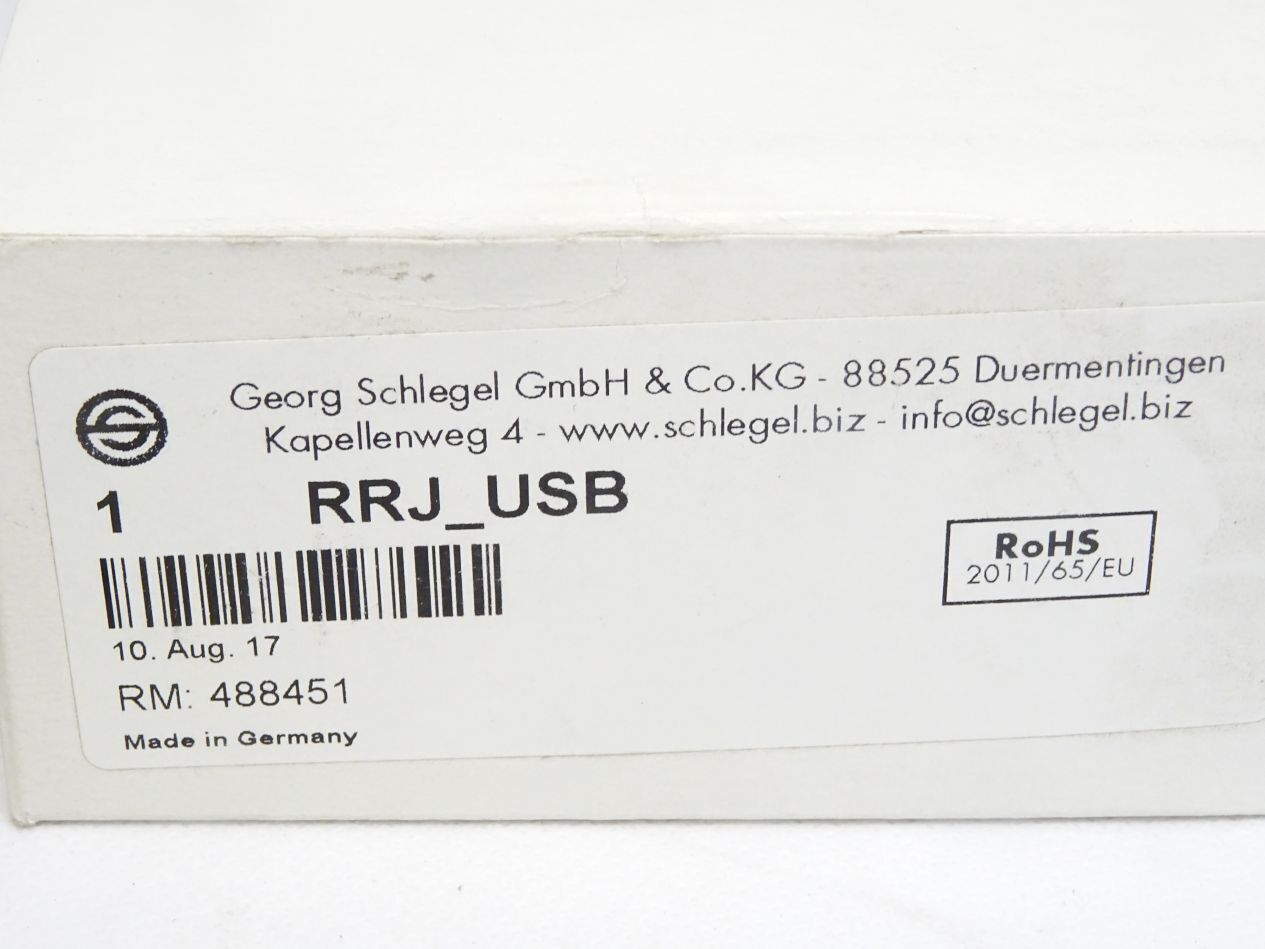 Georg Schlegel GmbH & Co.KG - 88525 Duermentingen
Kapellenweg 4 - www.schlegel.biz - info@schlegel.biz
1 RRJ_USB
RoHS
2011/65/EU
10. Aug. 17
RM: 488451
Made in Germany